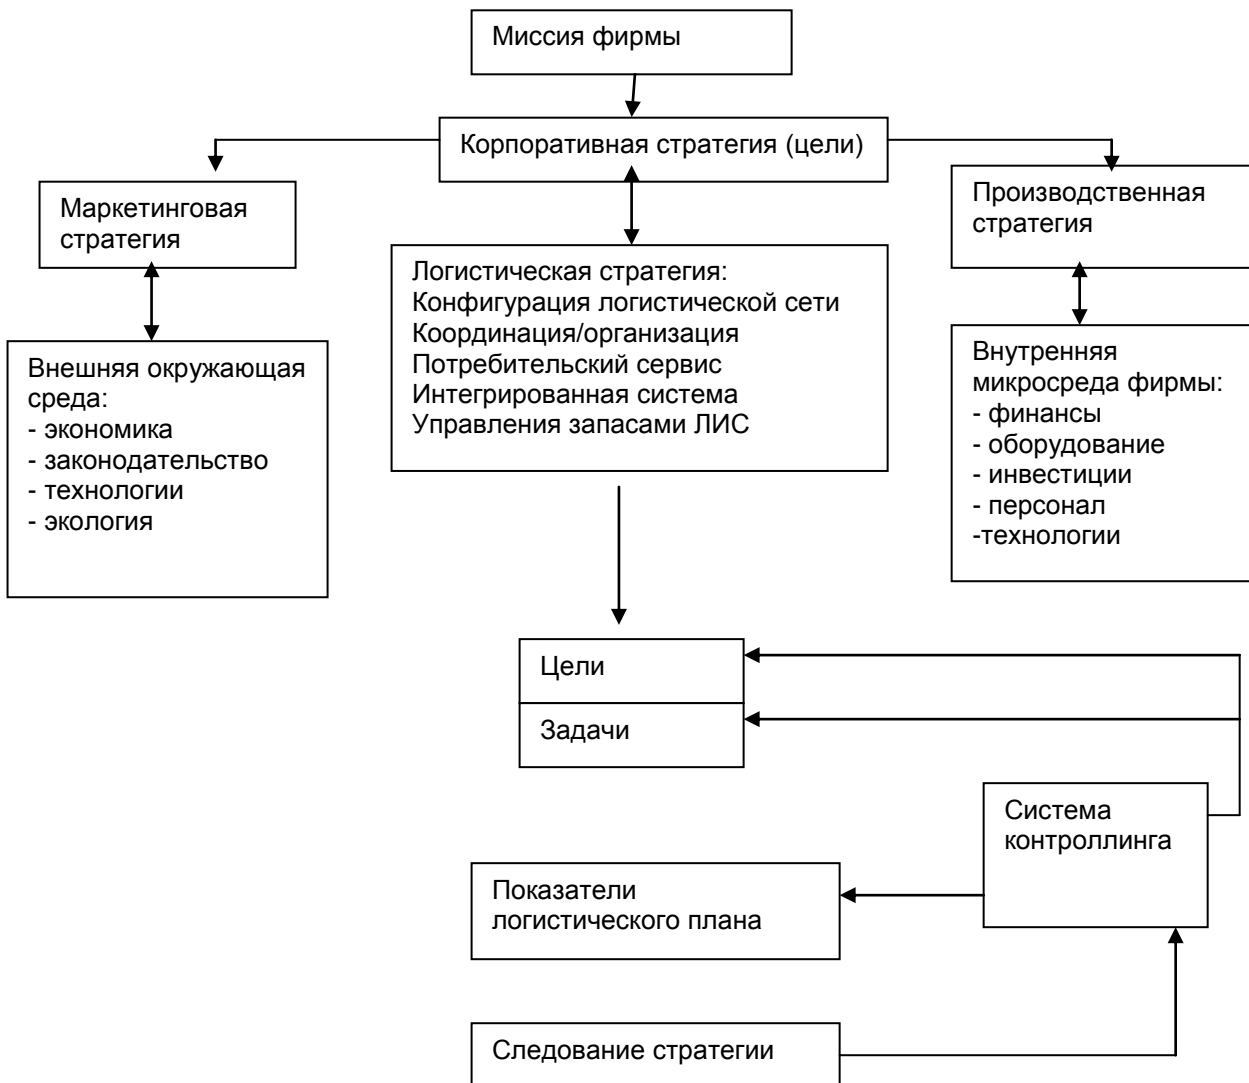 Миссия фирмы
Корпоративная стратегия (цели)
Маркетинговая
стратегия
Производственная
стратегия
Логистическая стратегия:
Конфигурация логистической сети
Координация/организация
Потребительский сервис
Интегрированная система
Управления запасами ЛИС
Внешняя окружающая
среда:
- экономика
- законодательство
- технологии
- экология
Внутренняя
микросреда фирмы:
- финансы
- оборудование
- инвестиции
- персонал
-технологии
Цели
Задачи
Система
контроллинга
Показатели
логистического плана
Следование стратегии